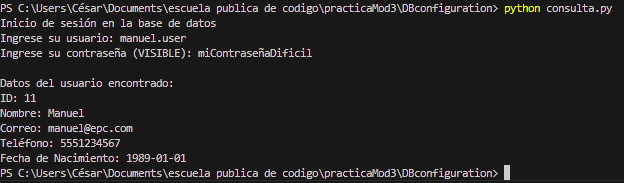 PS C:\Users\César\Documents\escuela publica de codigo\practicaMod3\DBconfiguration> python consulta.py
Inicio de sesión en la base de datos
Ingrese su usuario: manuel.user
Ingrese su contraseña (VISIBLE): miContraseñaDificil
Datos del usuario encontrado:
ID: 11
Nombre: Manuel
Correo: manuel@epc.com
Teléfono: 5551234567
Fecha de Nacimiento: 1989-01-01
PS C:\Users\César\Documents\escuela publica de codigo\practicaMod3\DBconfiguration>